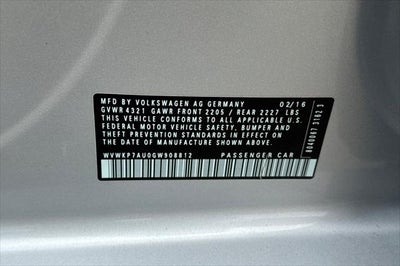 MFD BY VOLKSWAGEN AG GERMANY 02/16
GVWR 4321 GAWR FRONT 2205 / REAR 2227 LBS
THIS VEHICLE CONFORMS TO ALL APPLICABLE U.S.
FEDERAL MOTOR VEHICLE SAFETY, BUMPER AND
THEFT PREVENTION STANDARDS IN EFFECT ON
THE DATE OF MANUFACTURE SHOWN ABOVE.
WVWKP7AU0GW908812 PASSENGER CAR